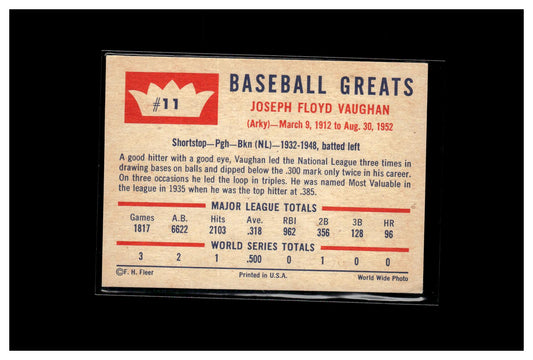 #11
BASEBALL GREATS
JOSEPH FLOYD VAUGHAN
(Arky)—March 9, 1912 to Aug. 30, 1952
Shortstop—Pgh—Bkn (NL)—1932-1948, batted left
A good hitter with a good eye, Vaughan led the National League three times in
drawing bases on balls and dipped below the .300 mark only twice in his career.
On three occasions he led the loop in triples. He was named Most Valuable in
the league in 1935 when he was the top hitter at .385.
MAJOR LEAGUE TOTALS
Games A.B. Hits Ave. RBI 2B 3B HR
1817 6622 2103 .318 962 356 128 96
WORLD SERIES TOTALS
3 2 1 .500 0 1 0 0
©F. H. Fleer Printed in U.S.A. World Wide Photo